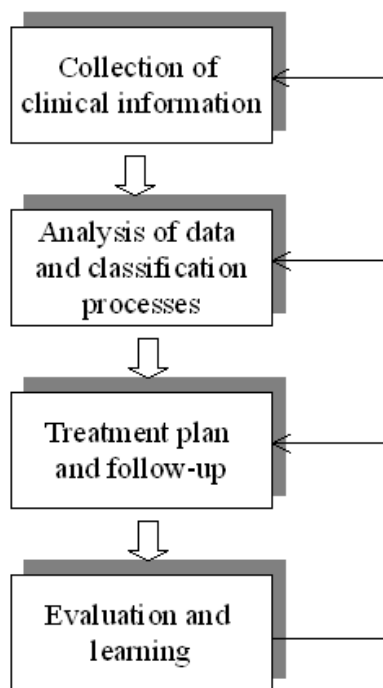 Collection of
clinical information
Analysis of data
and classification
processes
Treatment plan
and follow-up
Evaluation and
learning